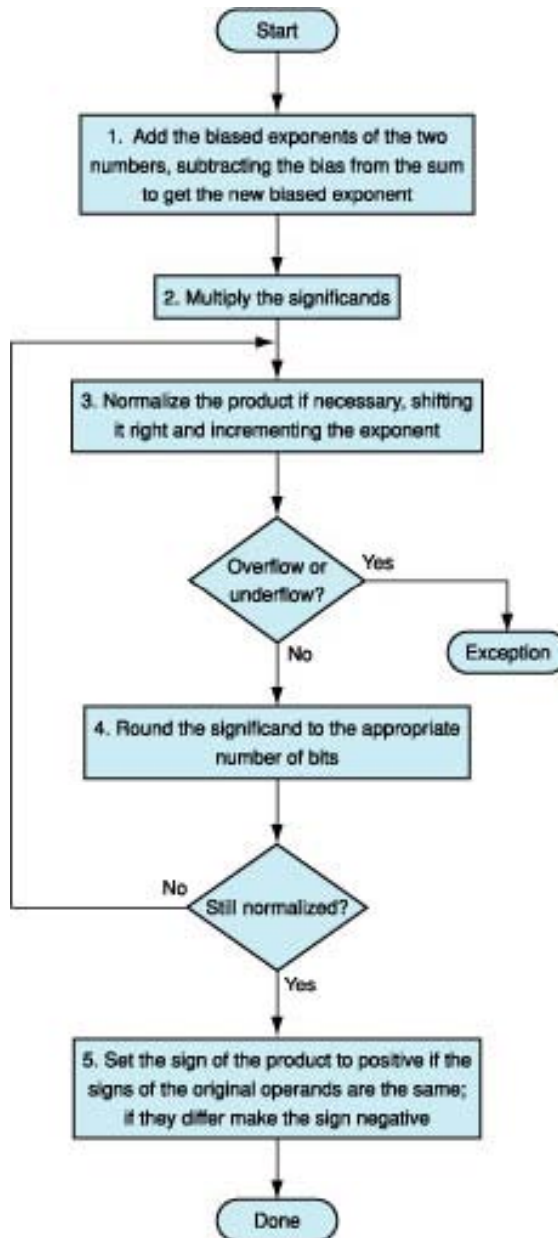 Start
1. Add the biased exponents of the two
numbers, subtracting the bias from the sum
to get the new biased exponent
2. Multiply the significands
3. Normalize the product if necessary, shifting
it right and incrementing the exponent
Overflow or
underflow?
Yes
Exception
No
4. Round the significand to the appropriate
number of bits
No
Still normalized?
Yes
5. Set the sign of the product to positive if the
signs of the original operands are the same;
if they differ make the sign negative
Done